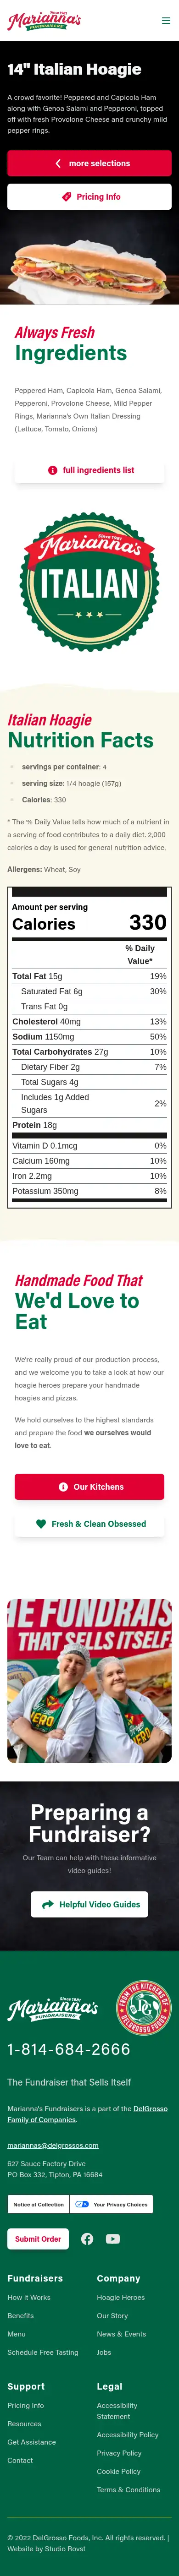 Since 1981
Marianna's
FUNDRAISERS
14" Italian Hoagie
A crowd favorite! Peppered and Capicola Ham
along with Genoa Salami and Pepperoni, topped
off with fresh Provolone Cheese and crunchy mild
pepper rings.
more selections
Pricing Info
Always Fresh
Ingredients
Peppered Ham, Capicola Ham, Genoa Salami,
Pepperoni, Provolone Cheese, Mild Pepper
Rings, Marianna's Own Italian Dressing
(Lettuce, Tomato, Onions)
full ingredients list
Since 1981
Marianna's
ITALIAN
Italian Hoagie
Nutrition Facts
servings per container: 4
serving size: 1/4 hoagie (157g)
Calories: 330
* The % Daily Value tells how much of a nutrient in
a serving of food contributes to a daily diet. 2,000
calories a day is used for general nutrition advice.
Allergens: Wheat, Soy
Amount per serving
Calories 330
% Daily
Value*
Total Fat 15g 19%
Saturated Fat 6g 30%
Trans Fat 0g
Cholesterol 40mg 13%
Sodium 1150mg 50%
Total Carbohydrates 27g 10%
Dietary Fiber 2g 7%
Total Sugars 4g
Includes 1g Added
Sugars 2%
Protein 18g
Vitamin D 0.1mcg 0%
Calcium 160mg 10%
Iron 2.2mg 10%
Potassium 350mg 8%
Handmade Food That
We'd Love to
Eat
We're really proud of our production process,
and we welcome you to take a look at how our
hoagie heroes prepare your handmade
hoagies and pizzas.
We hold ourselves to the highest standards
and prepare the food we ourselves would
love to eat.
Our Kitchens
Fresh & Clean Obsessed
THE FUNDRAISER
THAT SELLS ITSELF
HERO
Preparing a
Fundraiser?
Our Team can help with these informative
video guides!
Helpful Video Guides
Since 1981
Marianna's
FUNDRAISERS
FROM THE KITCHENS OF
DELGROSSO FOODS
1-814-684-2666
The Fundraiser that Sells Itself
Marianna's Fundraisers is a part of the DelGrosso
Family of Companies.
mariannas@delgrossos.com
627 Sauce Factory Drive
PO Box 332, Tipton, PA 16684
Notice at Collection
Your Privacy Choices
Submit Order
Fundraisers
How it Works
Benefits
Menu
Schedule Free Tasting
Company
Hoagie Heroes
Our Story
News & Events
Jobs
Support
Pricing Info
Resources
Get Assistance
Contact
Legal
Accessibility
Statement
Accessibility Policy
Privacy Policy
Cookie Policy
Terms & Conditions
© 2022 DelGrosso Foods, Inc. All rights reserved. |
Website by Studio Rovst